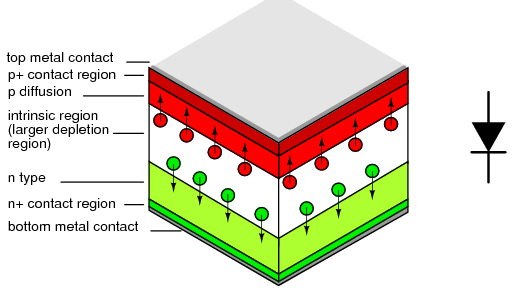 top metal contact
p+ contact region
p diffusion
intrinsic region
(larger depletion
region)
n type
n+ contact region
bottom metal contact